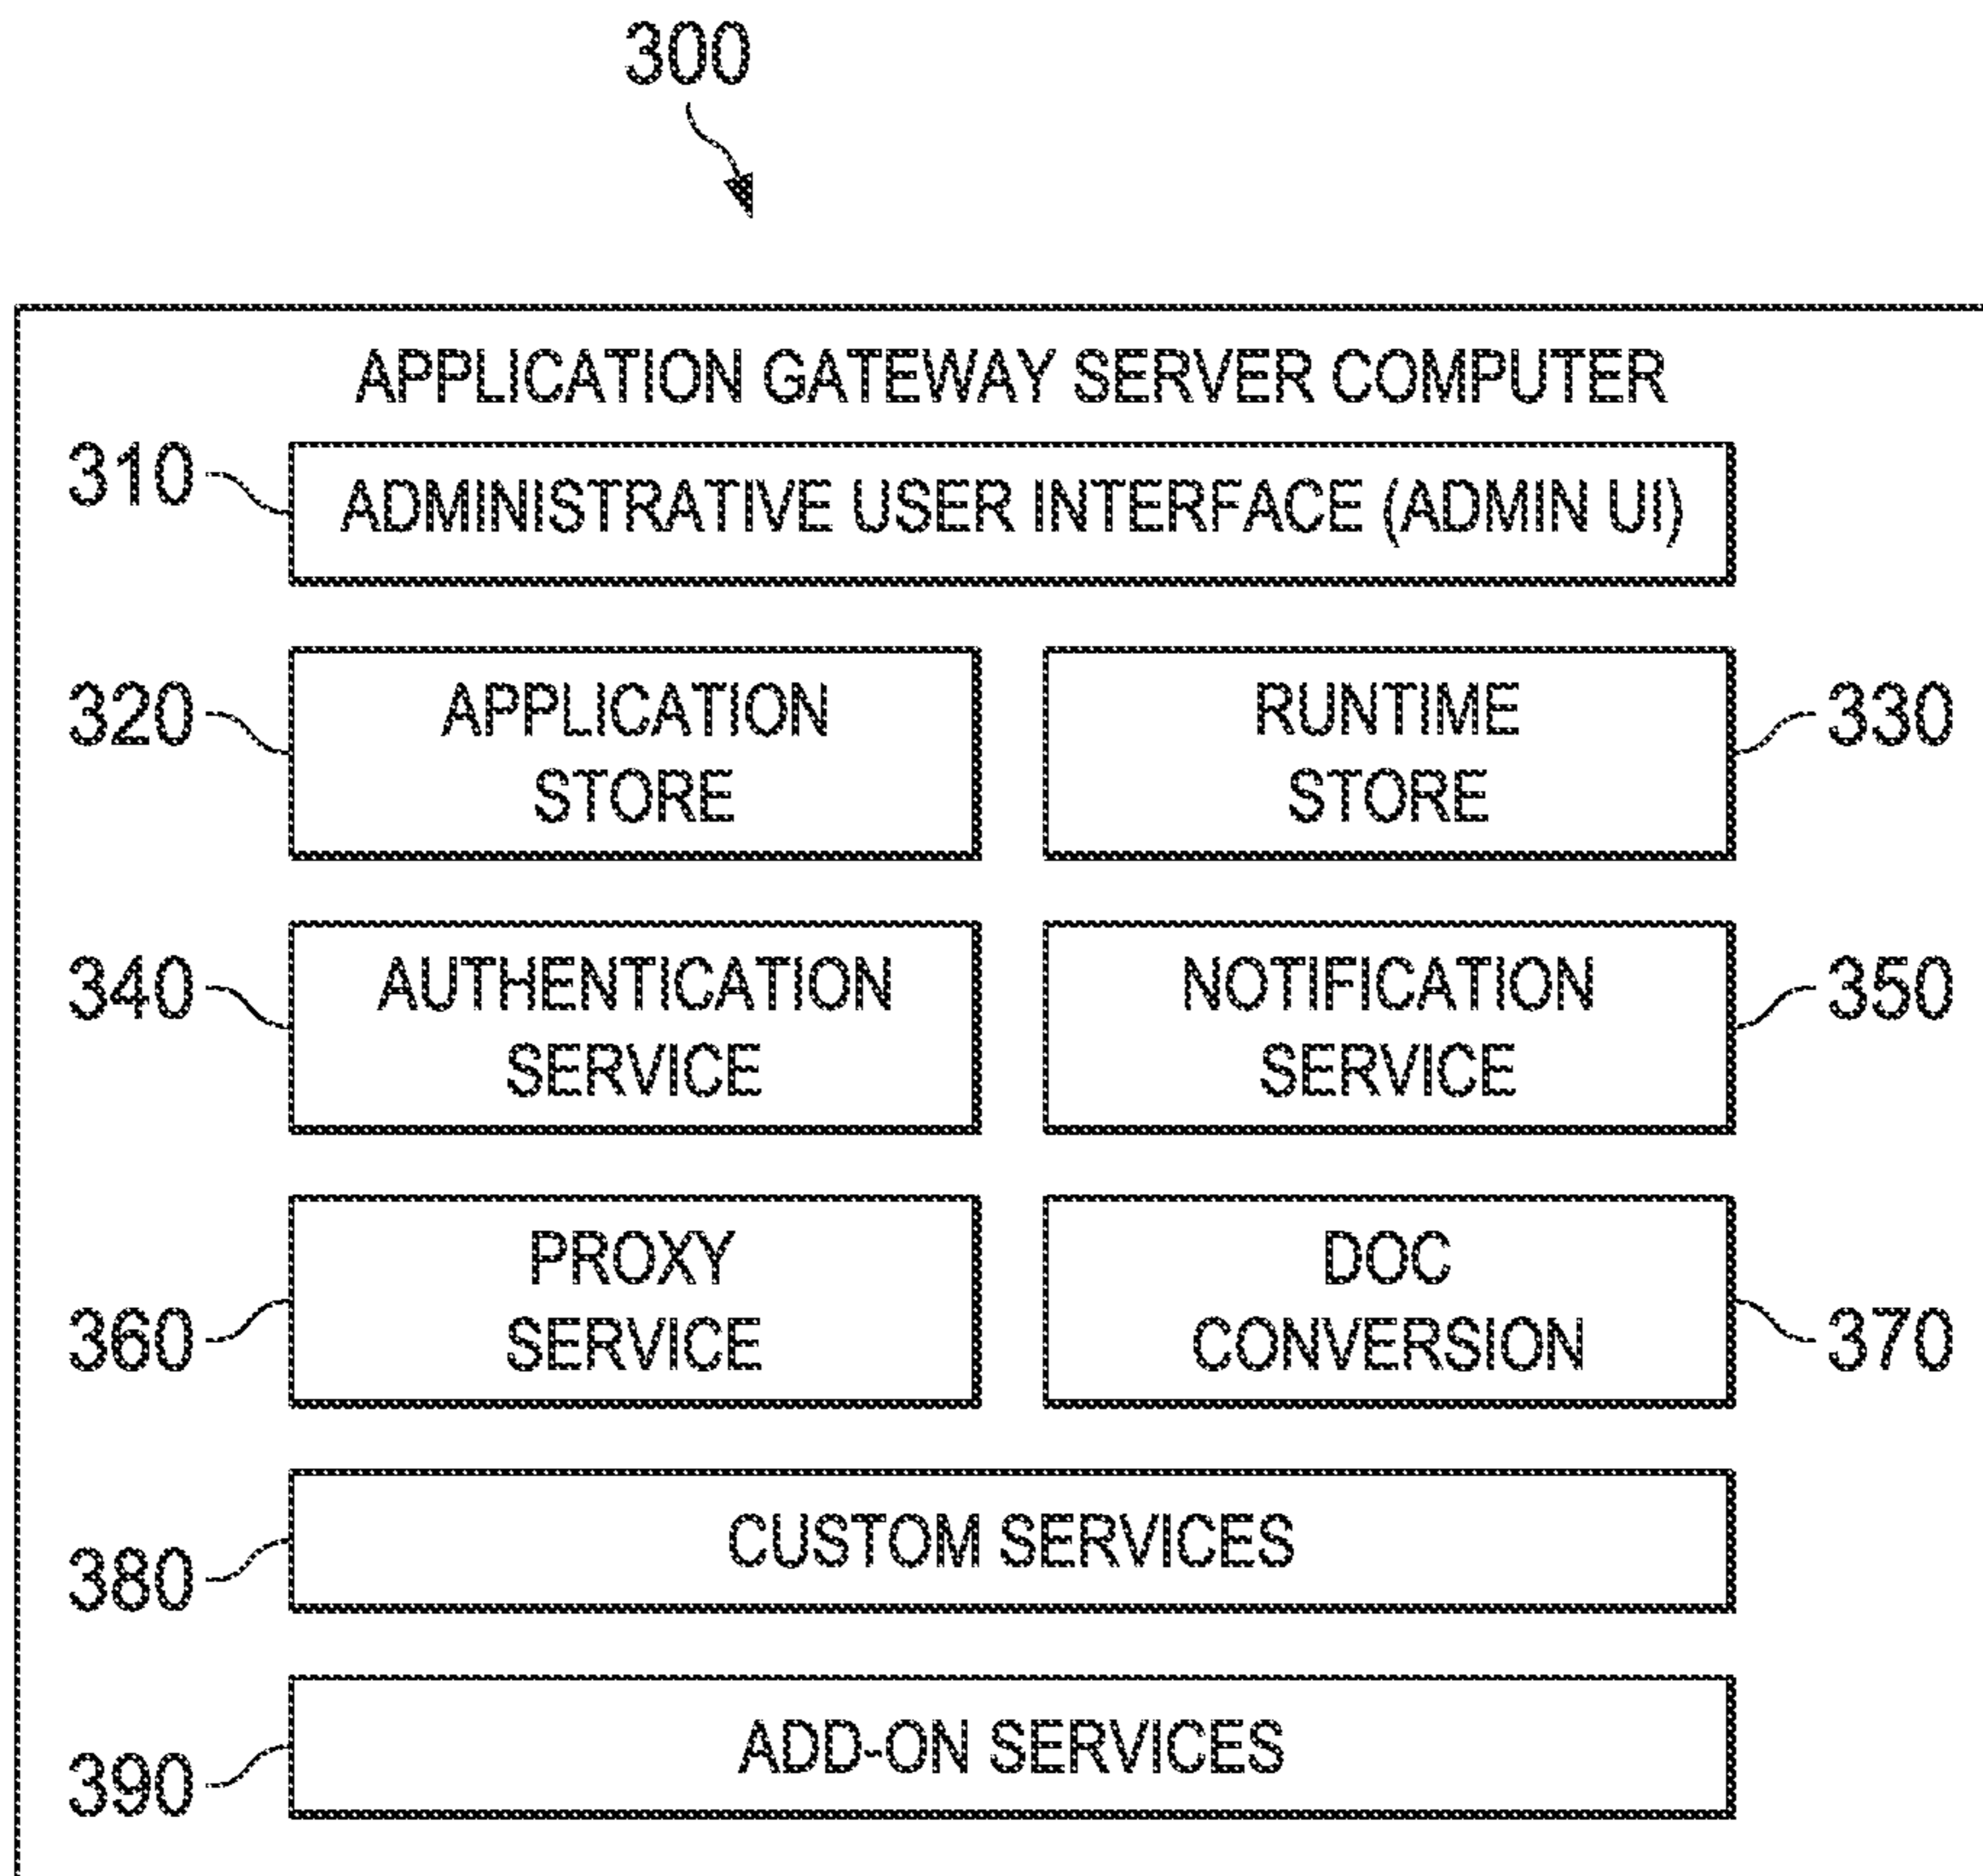 300
APPLICATION GATEWAY SERVER COMPUTER
310
ADMINISTRATIVE USER INTERFACE (ADMIN UI)
320
APPLICATION
STORE
RUNTIME
STORE
330
340
AUTHENTICATION
SERVICE
NOTIFICATION
SERVICE
350
360
PROXY
SERVICE
DOC
CONVERSION
370
380
CUSTOM SERVICES
390
ADD-ON SERVICES